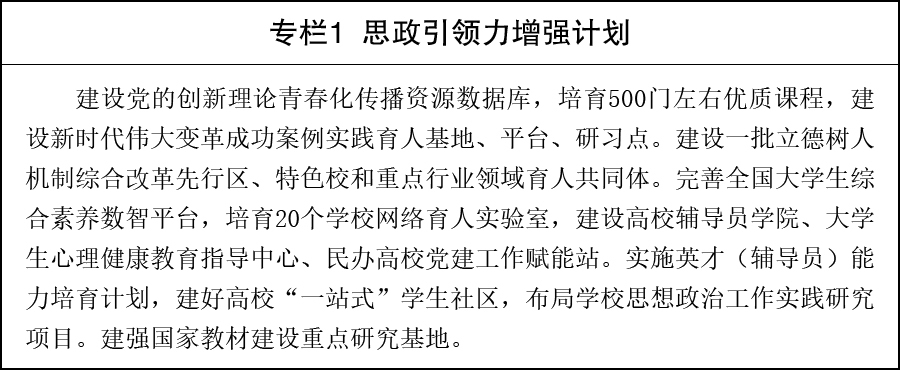 专栏1 思政引领力增强计划
建设党的创新理论青春化传播资源数据库，培育500门左右优质课程，建
设新时代伟大变革成功案例实践育人基地、平台、研习点。建设一批立德树人
机制综合改革先行区、特色校和重点行业领域育人共同体。完善全国大学生综
合素养数智平台，培育20个学校网络育人实验室，建设高校辅导员学院、大学
生心理健康教育指导中心、民办高校党建工作赋能站。实施英才（辅导员）能
力培育计划，建好高校“一站式”学生社区，布局学校思想政治工作实践研究
项目。建强国家教材建设重点研究基地。